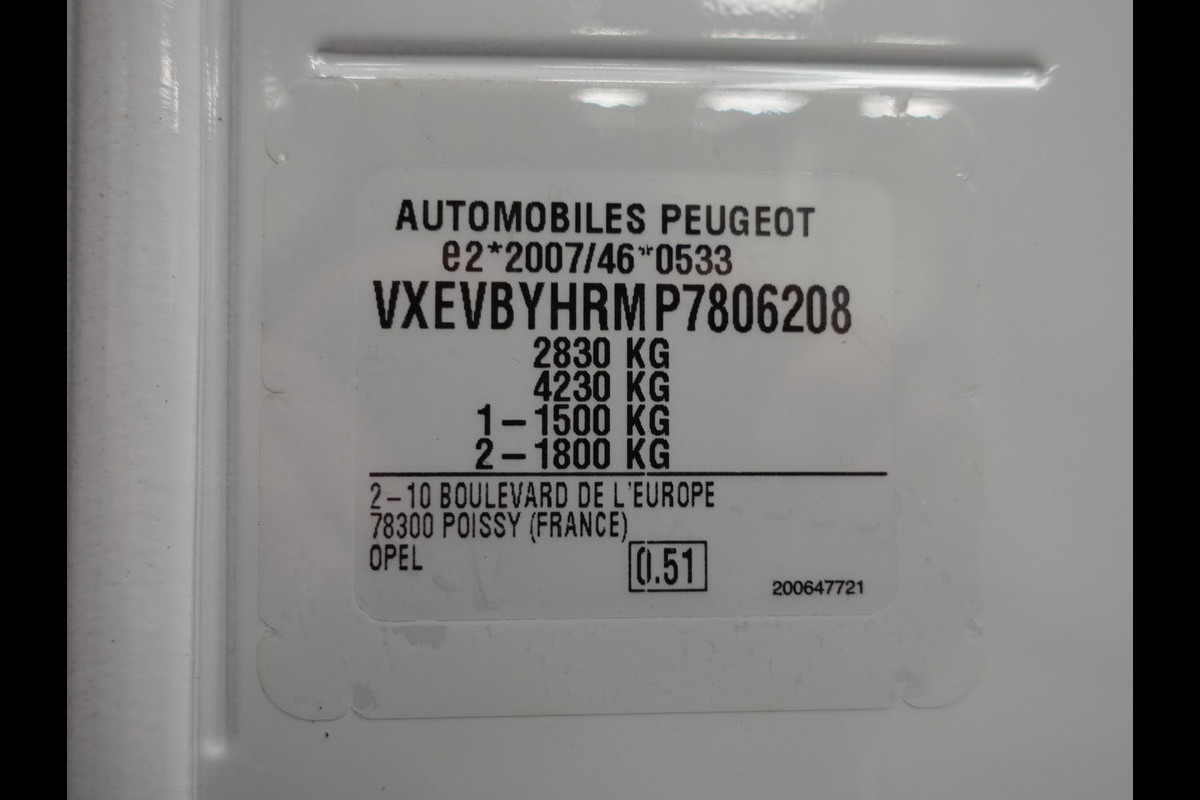 AUTOMOBILES PEUGEOT
e2*2007/46*0533
VXEVBYHRMP7806208
2830 KG
4230 KG
1-1500 KG
2-1800 KG
2-10 BOULEVARD DE L'EUROPE
78300 POISSY (FRANCE)
OPEL
0.51
200647721